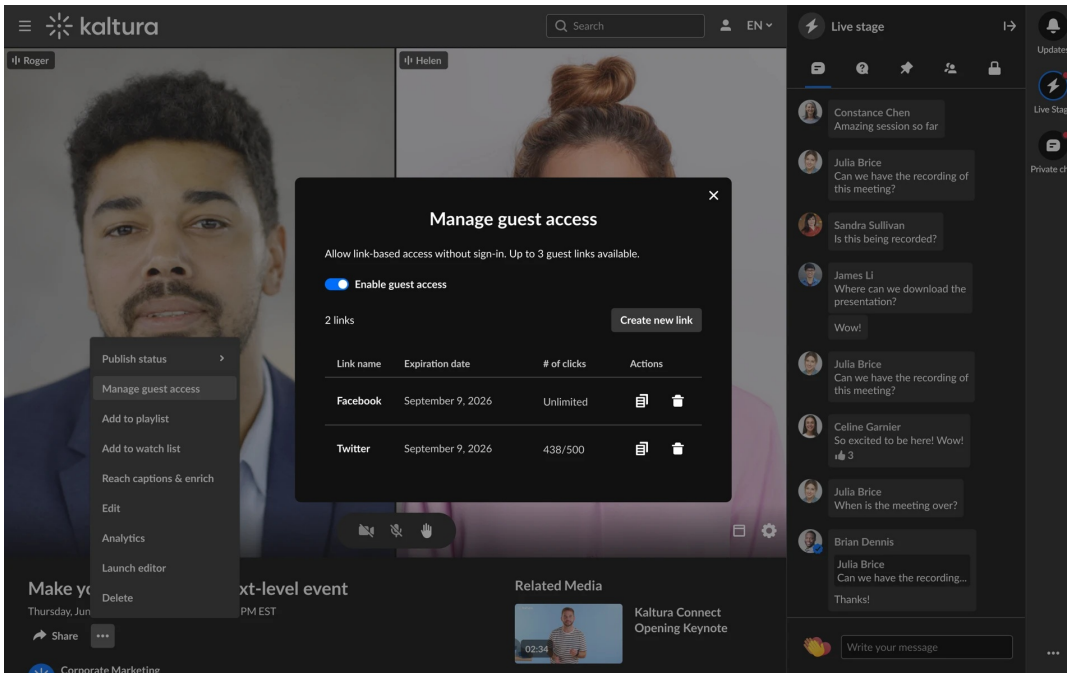 kaltura
Search
EN
Live stage
Updates
Roger
Helen
Live Stag
Private ch
Constance Chen
Amazing session so far
Julia Brice
Can we have the recording of
this meeting?
Sandra Sullivan
Is this being recorded?
James Li
Where can we download the
presentation?
Wow!
Julia Brice
Can we have the recording of
this meeting?
Celine Garnier
So excited to be here! Wow!
3
Julia Brice
When is the meeting over?
Brian Dennis
Julia Brice
Can we have the recording...
Thanks!
Write your message
Manage guest access
Allow link-based access without sign-in. Up to 3 guest links available.
Enable guest access
2 links
Create new link
Link name Expiration date # of clicks Actions
Facebook September 9, 2026 Unlimited
Twitter September 9, 2026 438/500
Publish status
Manage guest access
Add to playlist
Add to watch list
Reach captions & enrich
Edit
Analytics
Launch editor
Delete
Make yo xt-level event
Thursday, Jun PM EST
Share
Corporate Marketing
Related Media
02:34
Kaltura Connect
Opening Keynote